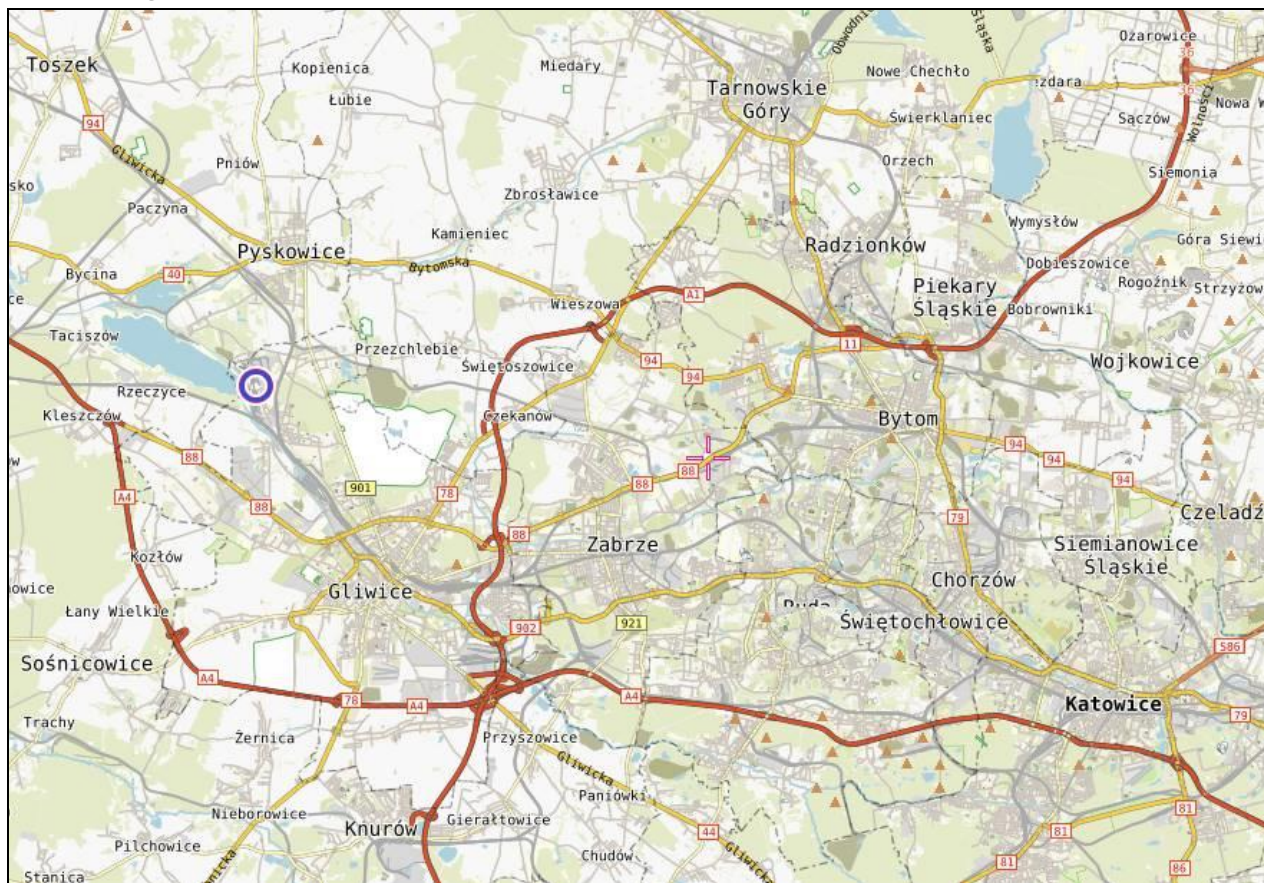 Toszek
Kopienica
Miedary
Tarnowskie
Góry
Nowe Chechło
Śląska
Ożarowice
36
Łubie
94
Gliwicka
Pniów
Świerklaniec
36
Wolności
Nowa W
Sączów
Orzech
Siemonia
Paczyna
Zbrosławice
Kamieniec
Wymysłów
Pyskowice
Bytomska
Radzionków
Góra Siewie
Bycina
40
Dobieszowice
Rogoźnik
Strzyżow
Piekary
Śląskie
Bobrowniki
Wieszowa
A1
Taciszów
11
Przezchlebie
94
Wojkowice
Świętoszowice
94
Rzeczyce
Kleszczów
Czekanów
Bytom
88
94
94
94
88
88
901
78
88
88
79
Czeladź
A4
Zabrze
Siemianowice
Śląskie
Kozłów
Chorzów
Gliwice
Łany Wielkie
902
921
Świętochłowice
Sośnicowice
S86
A4
78
A4
A4
Katowice
79
Trachy
Żernica
Przyszowice
Gliwicka
Nieborowice
Paniówki
81
Knurów
Gierałtowice
44
81
Pilchowice
Chudów
Gliwicka
81
86
Stanica